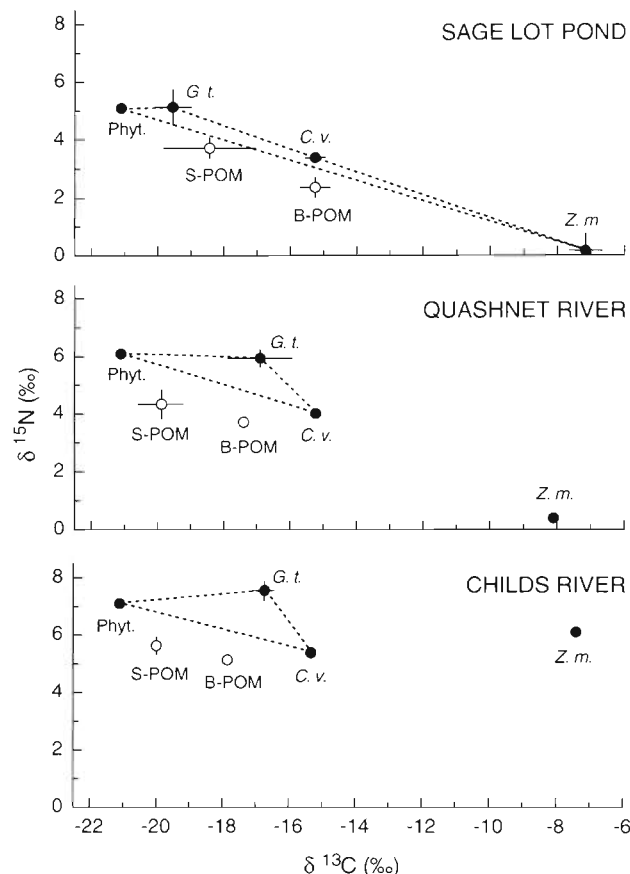 SAGE LOT POND
8
6
4
2
0
G. t.
Phyt.
C. v.
S-POM
B-POM
Z. m
QUASHNET RIVER
8
6
4
2
0
G. t.
Phyt.
S-POM
B-POM
C. v.
Z. m.
δ 15N (‰)
CHILDS RIVER
8
6
4
2
0
G. t.
Phyt.
S-POM
B-POM
C. v.
Z. m.
-22 -20 -18 -16 -14 -12 -10 -8 -6
δ 13C (‰)